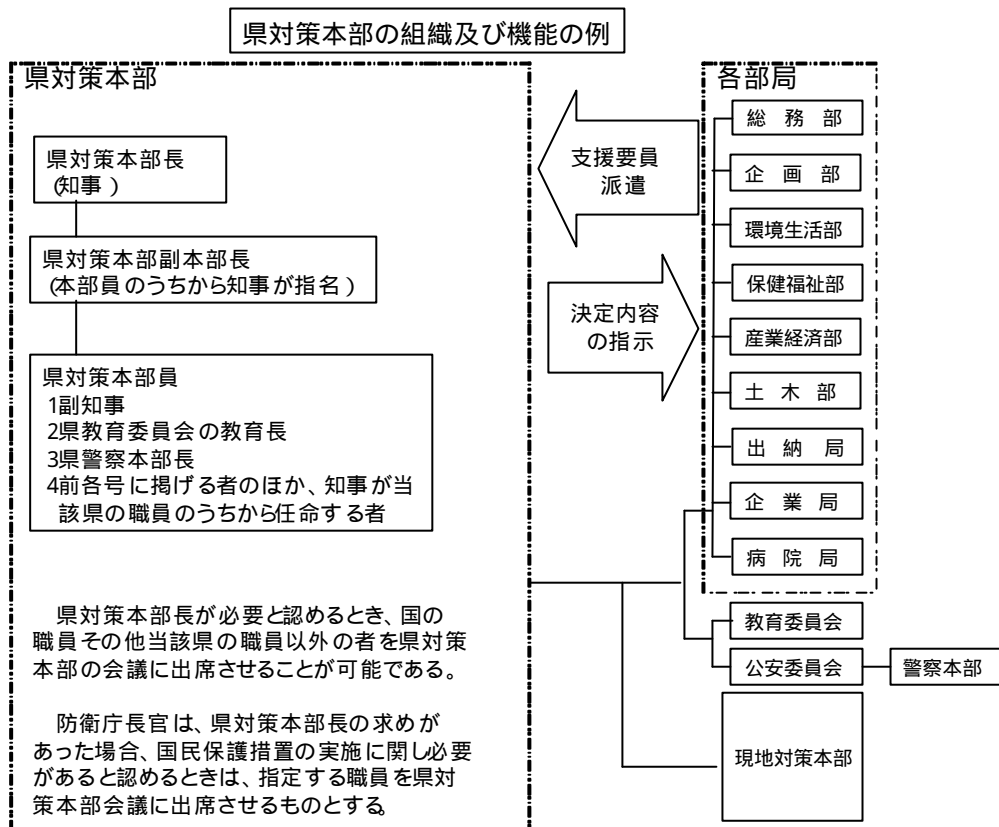 県対策本部の組織及び機能の例
県対策本部
県対策本部長
(知事)
県対策本部副本部長
(本部員のうちから知事が指名)
県対策本部員
1副知事
2県教育委員会の教育長
3県警察本部長
4前各号に掲げる者のほか、知事が当
該県の職員のうちから任命する者
県対策本部長が必要と認めるとき、国の
職員その他当該県の職員以外の者を県対策
本部の会議に出席させることが可能である。
防衛庁長官は、県対策本部長の求めが
あった場合、国民保護措置の実施に関し必要
があると認めるときは、指定する職員を県対
策本部会議に出席させるものとする。
支援要員
派遣
決定内容
の指示
各部局
総務部
企画部
環境生活部
保健福祉部
産業経済部
土木部
出納局
企業局
病院局
教育委員会
公安委員会
警察本部
現地対策本部